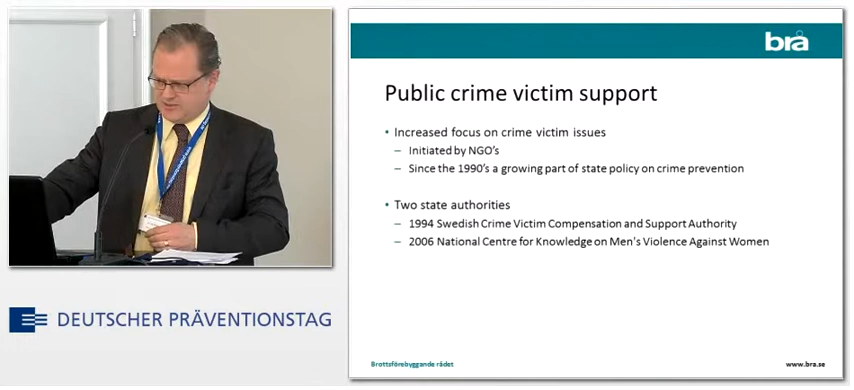 brå
Public crime victim support
• Increased focus on crime victim issues
– Initiated by NGO's
– Since the 1990's a growing part of state policy on crime prevention
• Two state authorities
– 1994 Swedish Crime Victim Compensation and Support Authority
– 2006 National Centre for Knowledge on Men's Violence Against Women
DEUTSCHER PRÄVENTIONSTAG
Brottsförebyggande rådet
www.bra.se